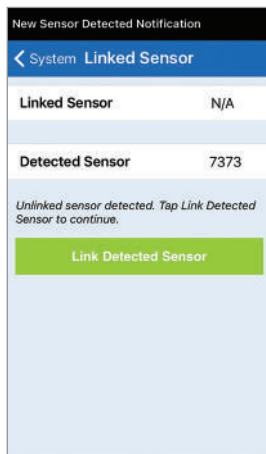 New Sensor Detected Notification
System Linked Sensor
Linked Sensor N/A
Detected Sensor 7373
Unlinked sensor detected. Tap Link Detected
Sensor to continue.
Link Detected Sensor